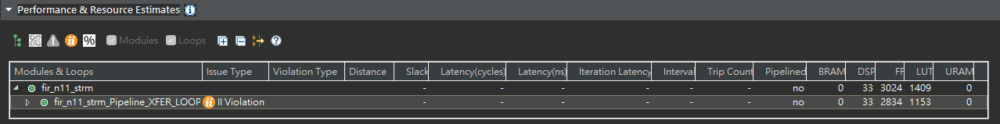 Performance & Resource Estimates
% Modules Loops
Modules & Loops Issue Type Violation Type Distance Slack Latency(cycles) Latency(ns) Iteration Latency Interval Trip Count Pipelined BRAM DSP FF LUT URAM
fir_n11_strm - - - - - - no 0 33 3024 1409 0
fir_n11_strm_Pipeline_XFER_LOOP II Violation - - - - - - no 0 33 2834 1153 0